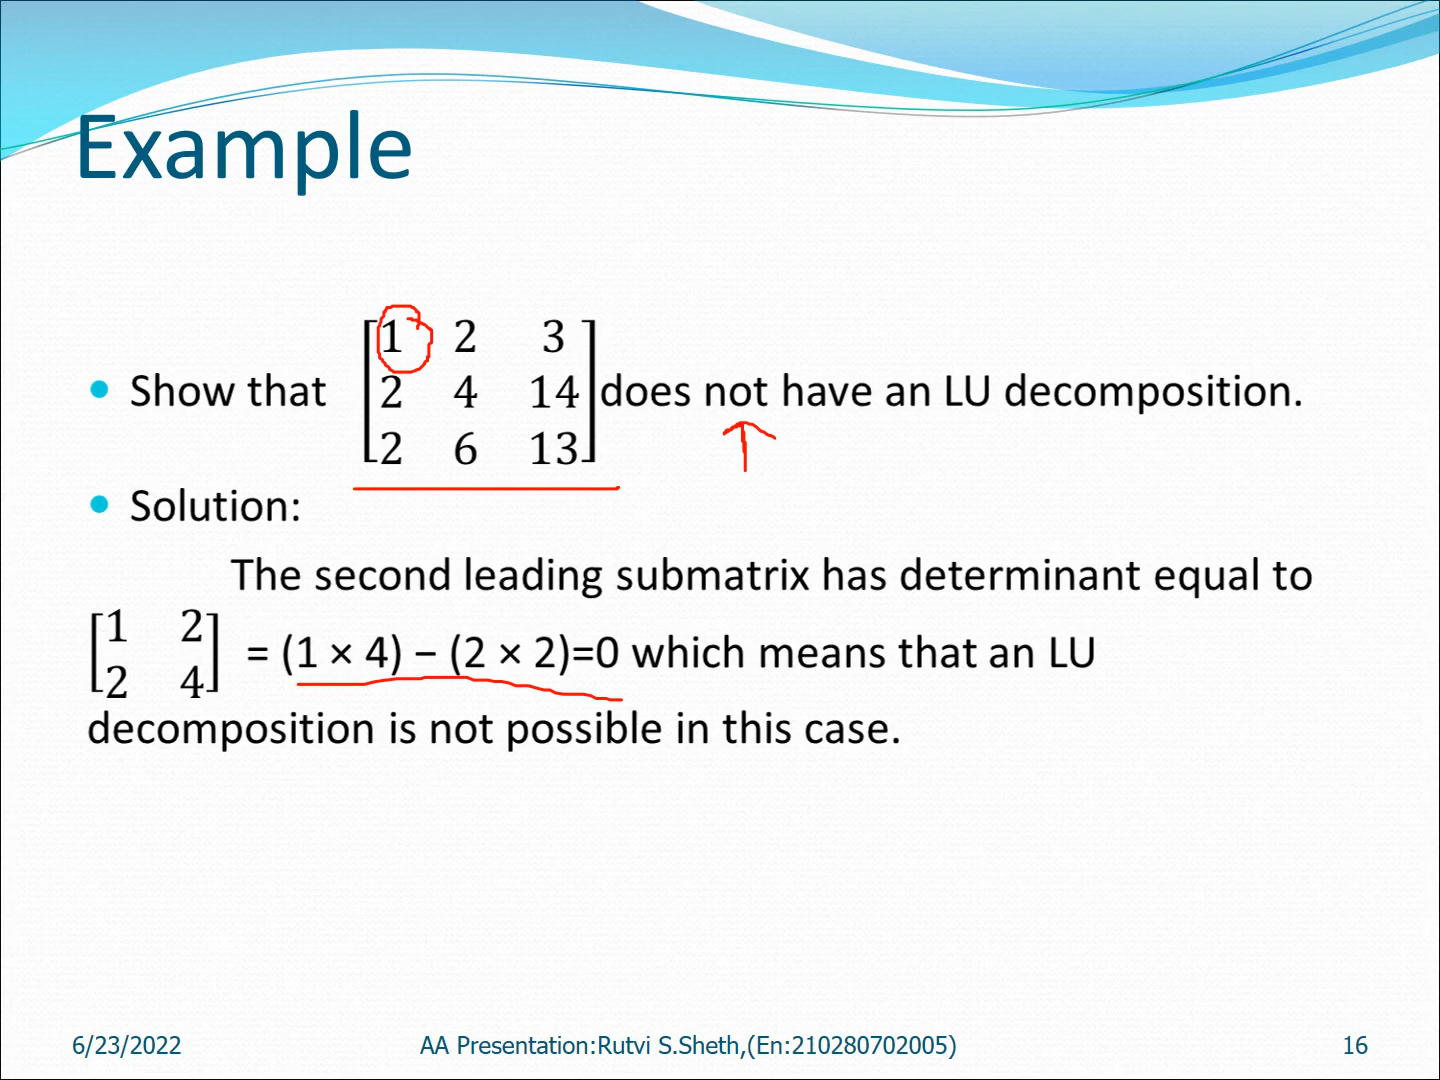 Example
1 2 3
Show that 2 4 14 does not have an LU decomposition.
2 6 13
Solution:
The second leading submatrix has determinant equal to
1 2
2 4
= (1 × 4) − (2 × 2)=0 which means that an LU
decomposition is not possible in this case.
6/23/2022 AA Presentation:Rutvi S.Sheth,(En:210280702005) 16